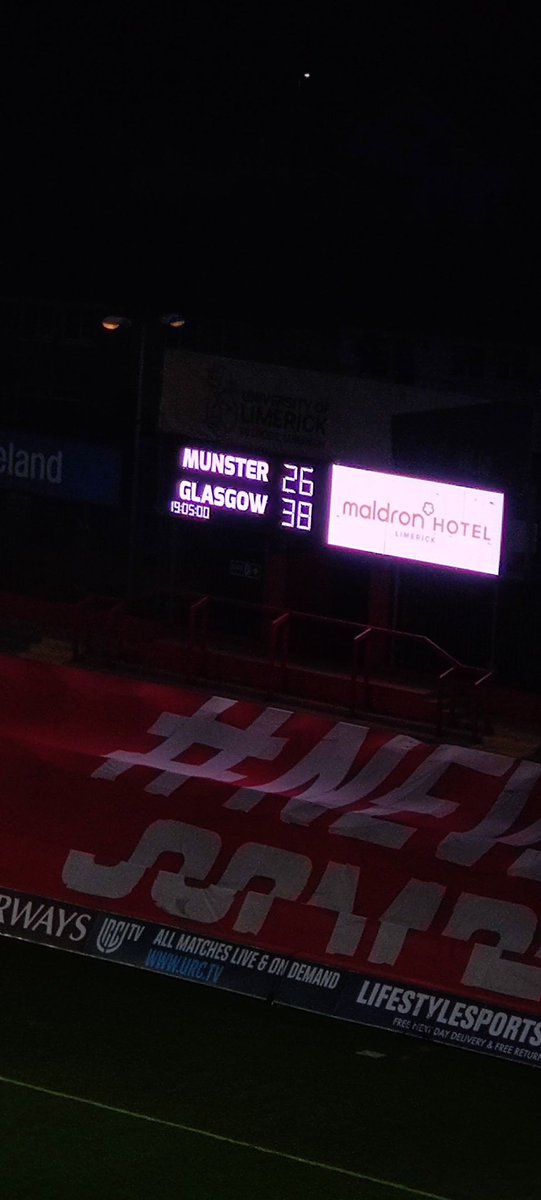 UNIVERSITY OF
LIMERICK
eland
MUNSTER 26
GLASGOW 38
19:05:00
maldron HOTEL
LIMERICK
RWAYS
URC TV
ALL MATCHES LIVE & ON DEMAND
WWW.URC.TV
LIFESTYLESPORTS
FREE NEXT DAY DELIVERY & FREE RETURN